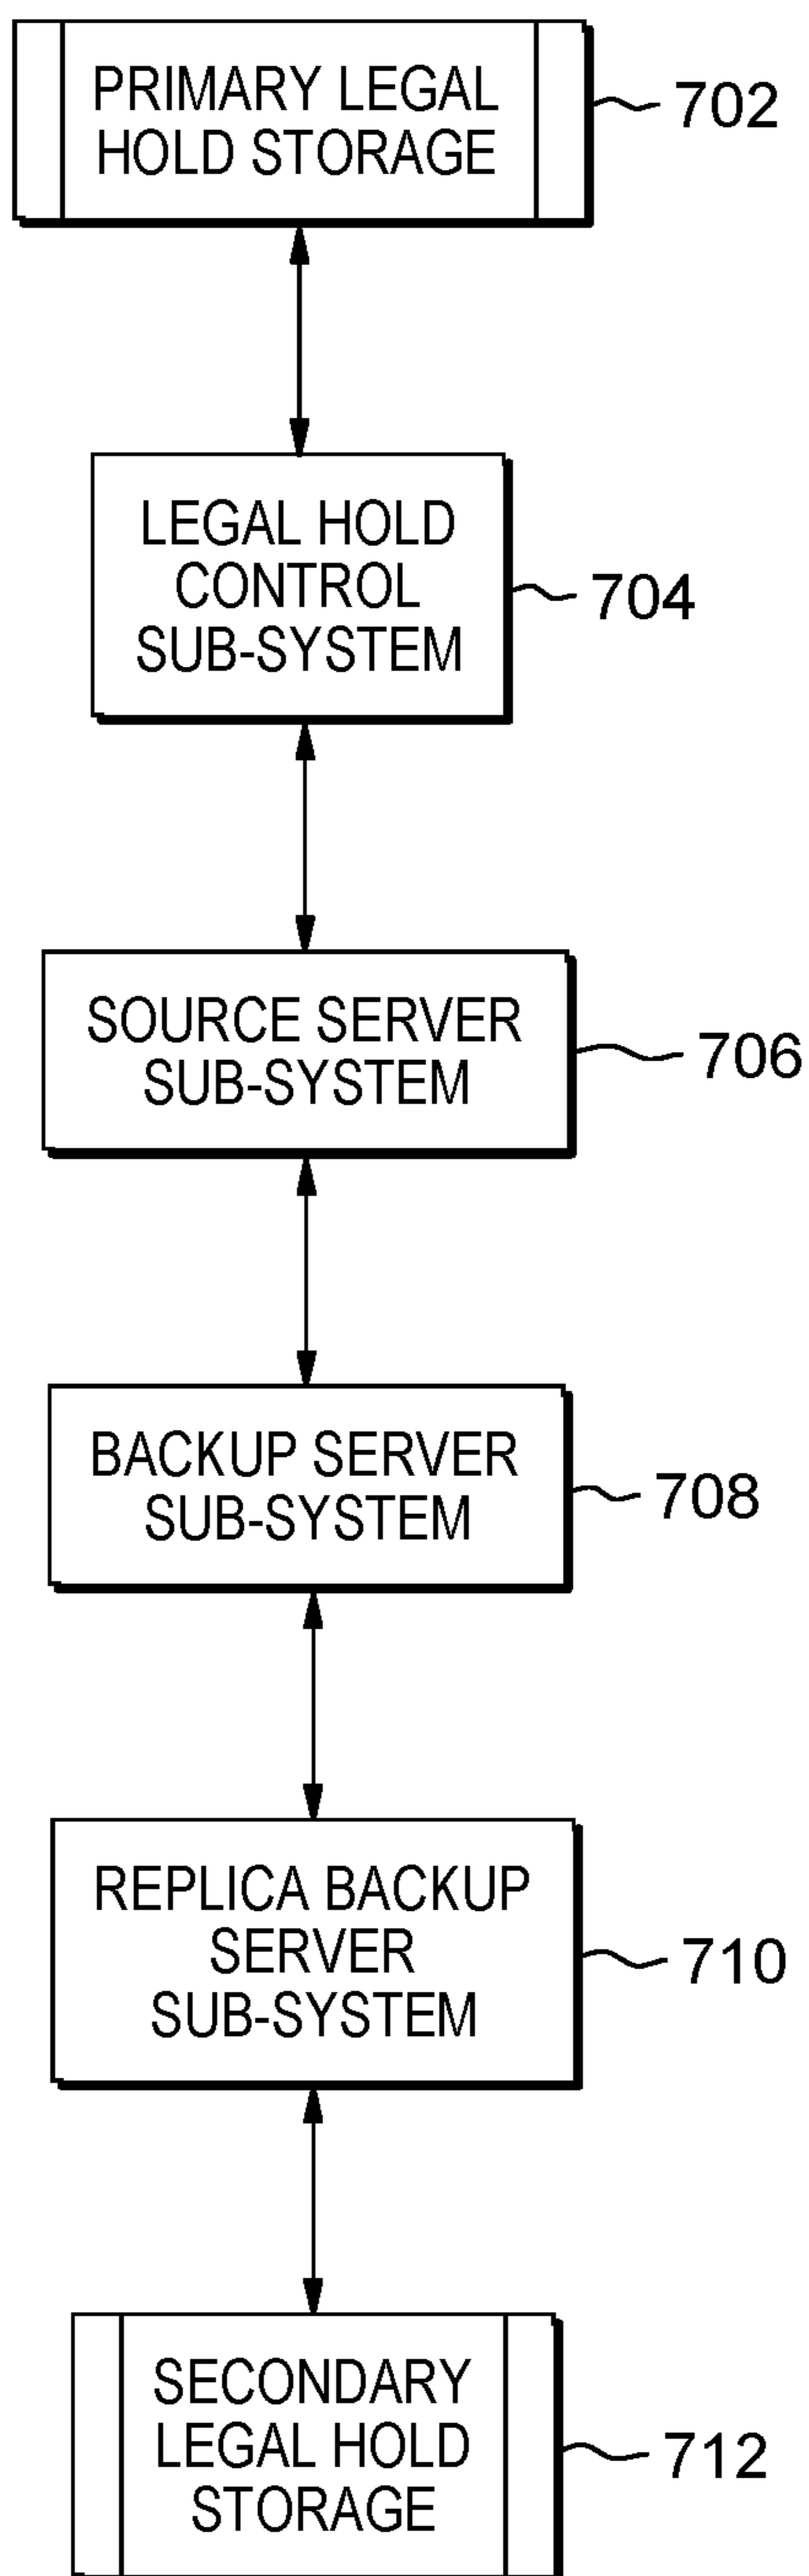 PRIMARY LEGAL
HOLD STORAGE
702
LEGAL HOLD
CONTROL
SUB-SYSTEM
704
SOURCE SERVER
SUB-SYSTEM
706
BACKUP SERVER
SUB-SYSTEM
708
REPLICA BACKUP
SERVER
SUB-SYSTEM
710
SECONDARY
LEGAL HOLD
STORAGE
712